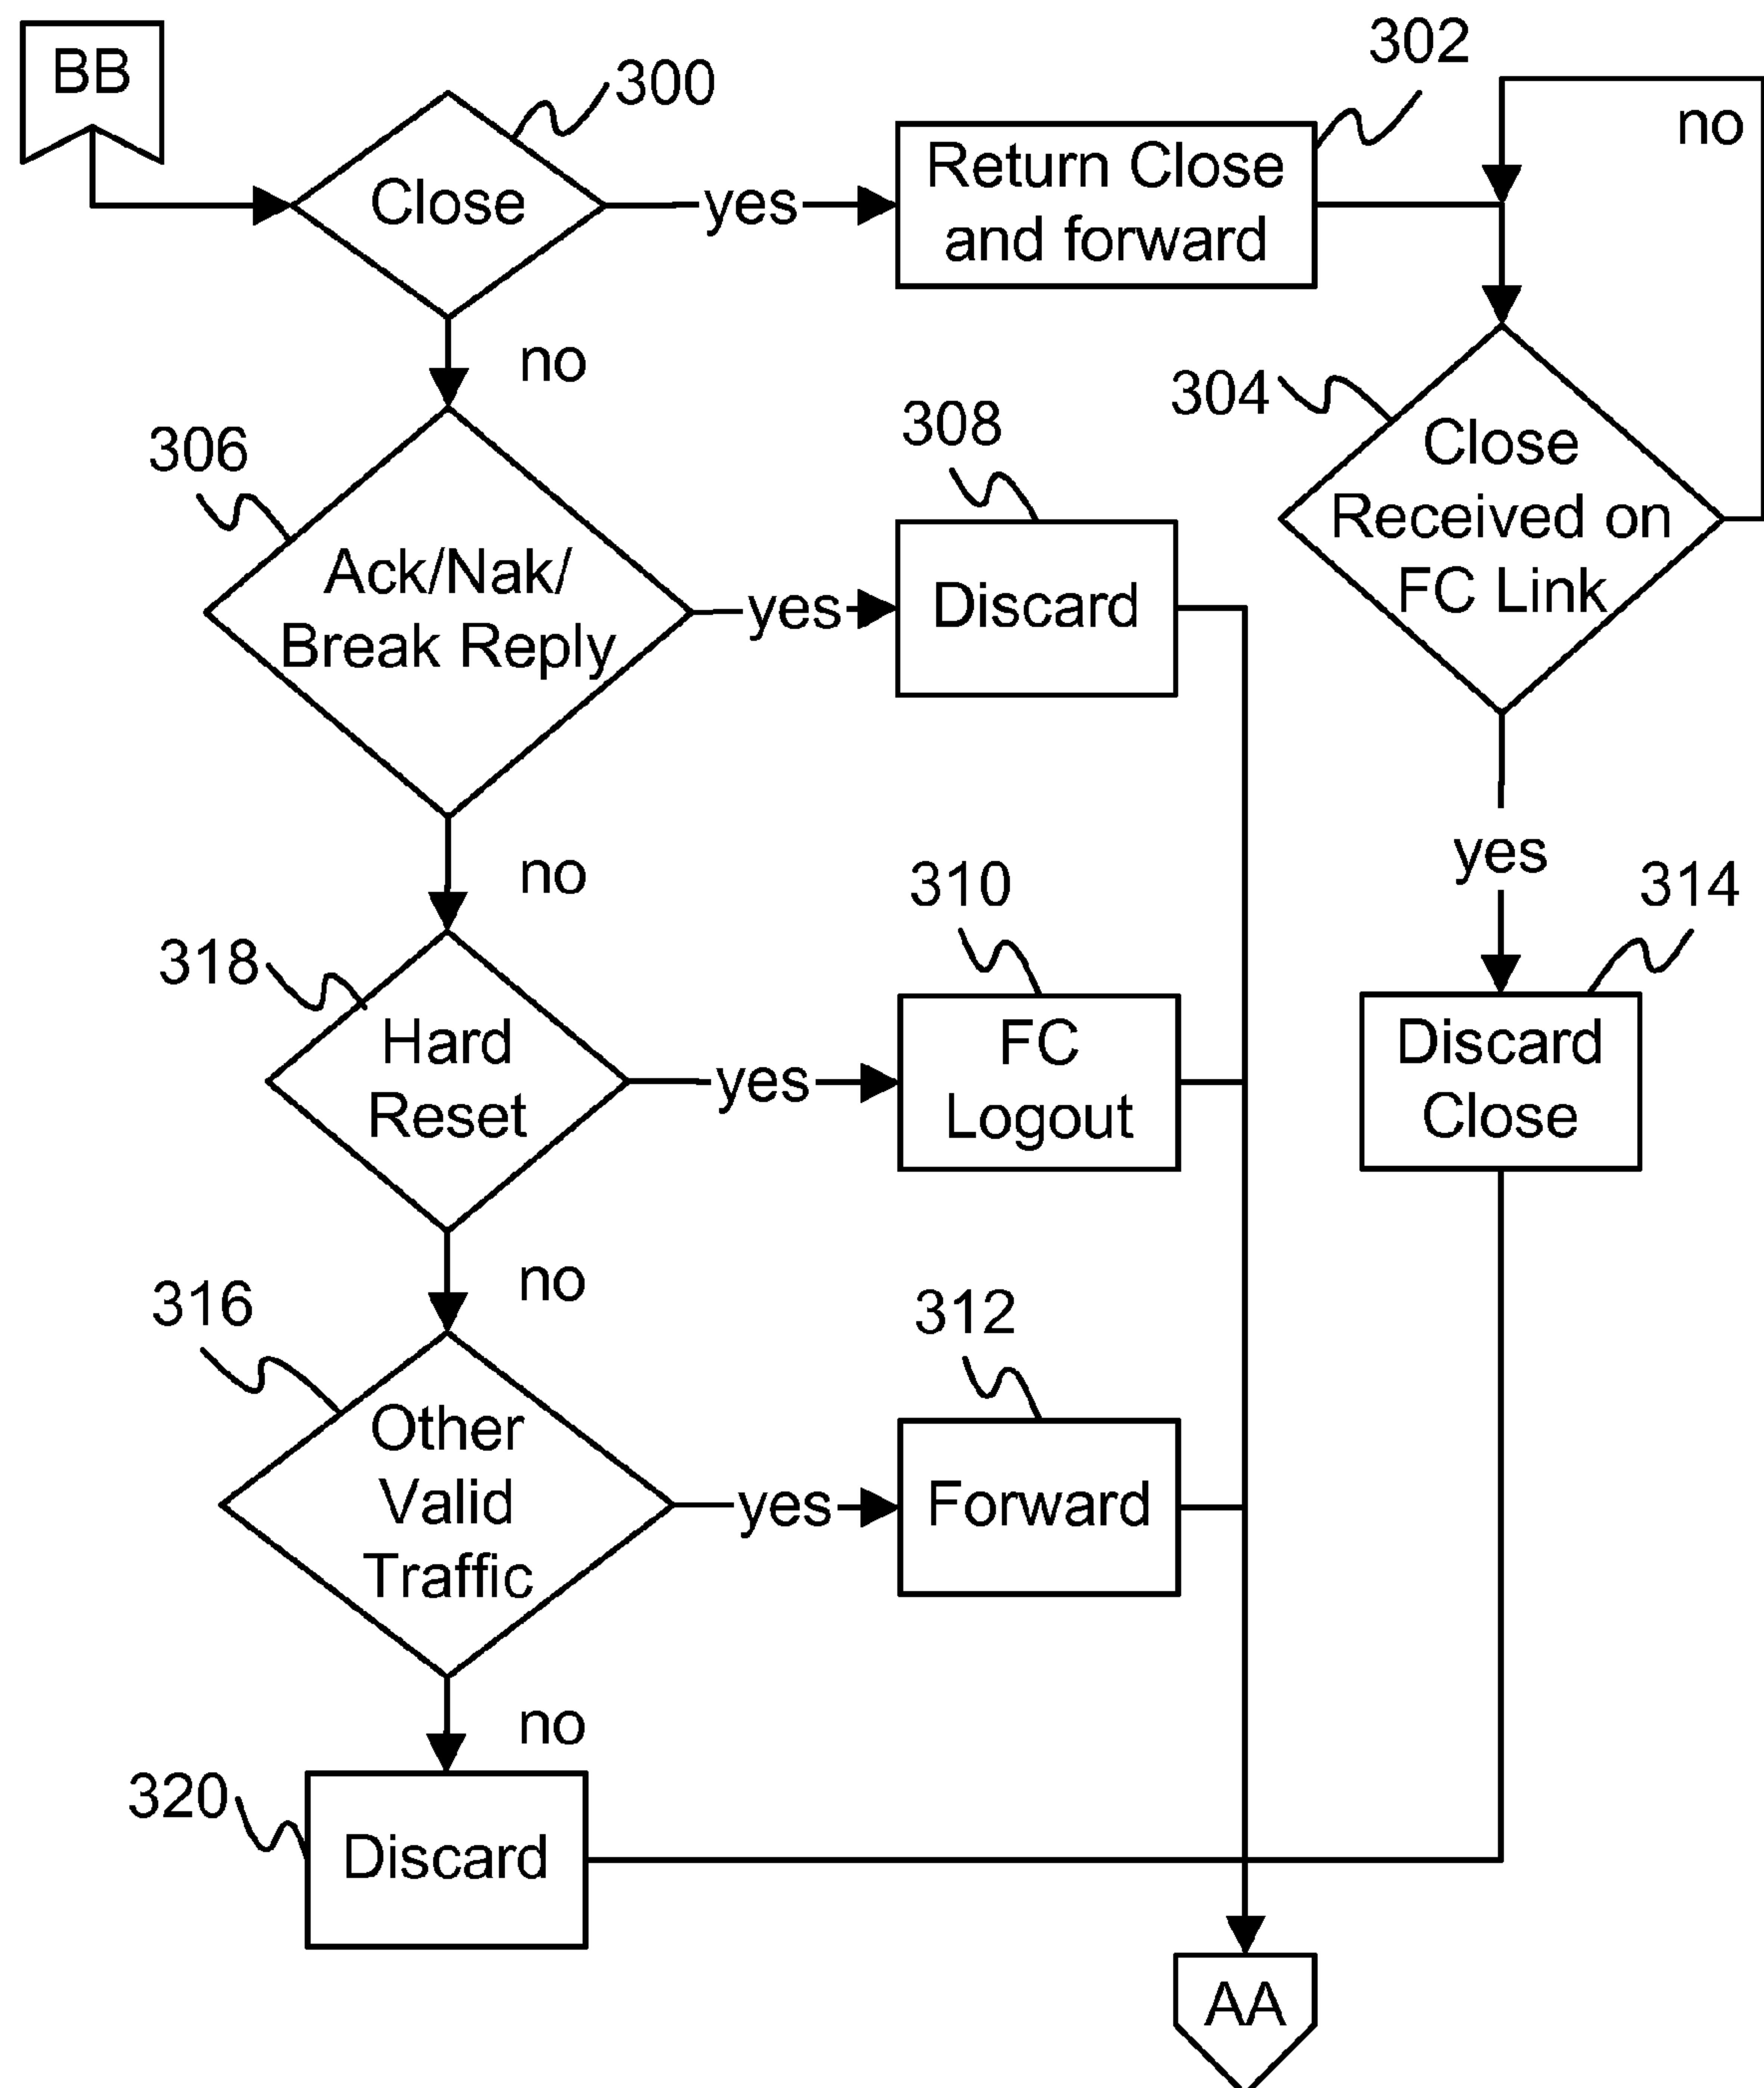 BB
300
302
no
Close
yes
Return Close
and forward
no
304
Close
Received on
FC Link
306
308
Ack/Nak/
Break Reply
yes
Discard
no
yes
310
314
318
Hard
Reset
yes
FC
Logout
Discard
Close
no
316
312
Other
Valid
Traffic
yes
Forward
no
320
Discard
AA